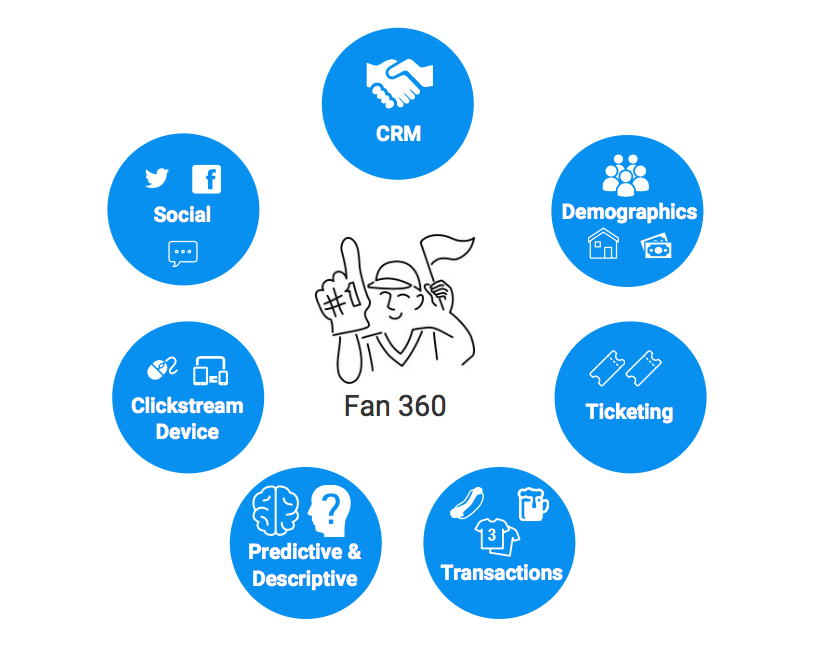 CRM
Social
Demographics
#1
Fan 360
Clickstream
Device
Ticketing
?
Predictive &
Descriptive
3
Transactions